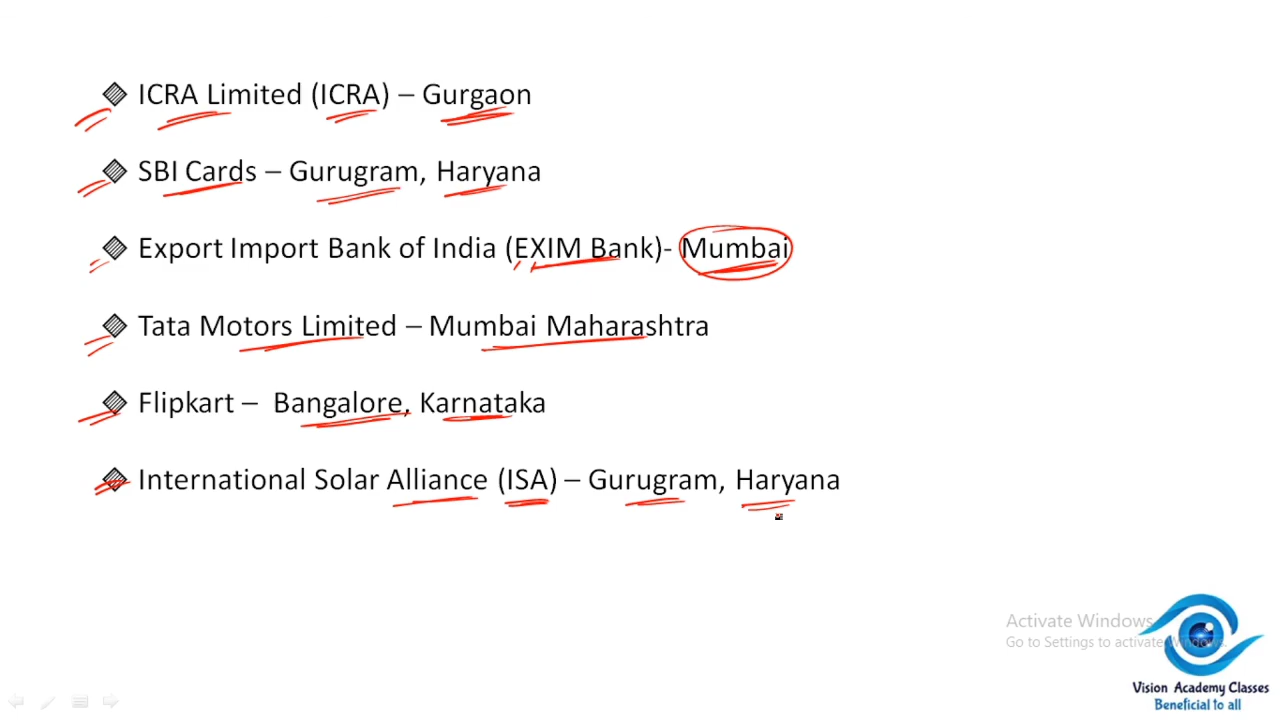 ICRA Limited (ICRA) – Gurgaon
SBI Cards – Gurugram, Haryana
Export Import Bank of India (EXIM Bank)- Mumbai
Tata Motors Limited – Mumbai Maharashtra
Flipkart – Bangalore, Karnataka
International Solar Alliance (ISA) – Gurugram, Haryana
Activate Windows
Go to Settings to activate Windows.
Vision Academy Classes
Beneficial to all